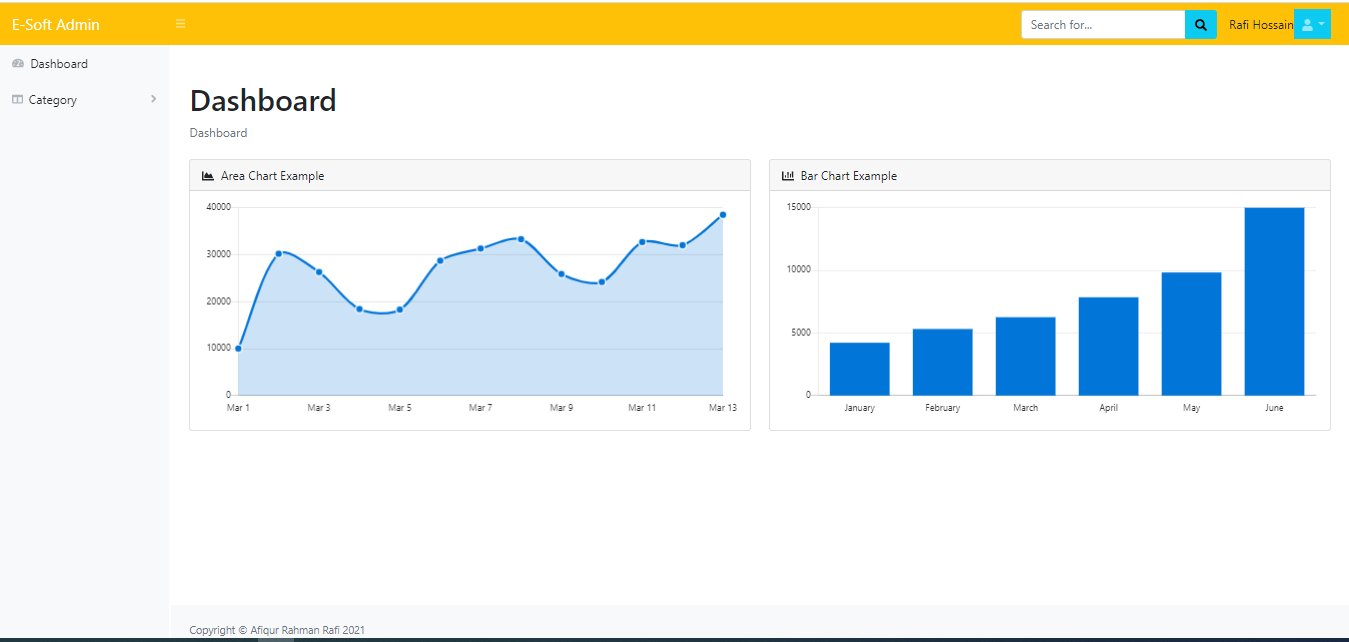 E-Soft Admin
Search for...
Rafi Hossain
Dashboard
Category
Dashboard
Dashboard
Area Chart Example
40000
30000
20000
10000
0
Mar 1 Mar 3 Mar 5 Mar 7 Mar 9 Mar 11 Mar 13
Bar Chart Example
15000
10000
5000
0
January February March April May June
Copyright © Afiqur Rahman Rafi 2021